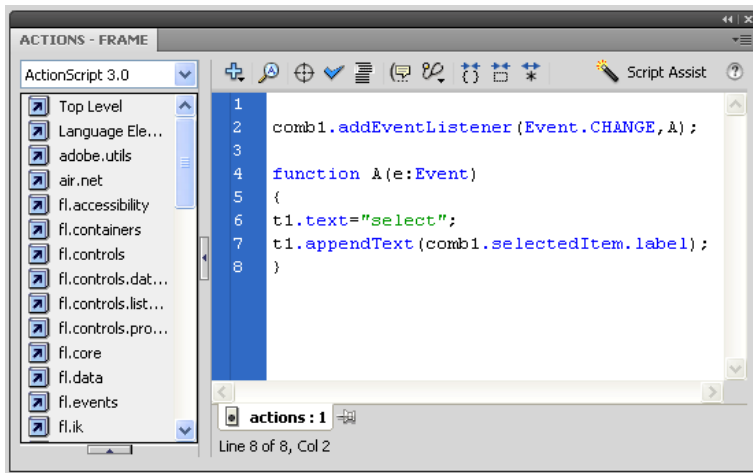 ACTIONS - FRAME
ActionScript 3.0
Script Assist
Top Level
Language Ele...
adobe.utils
air.net
fl.accessibility
fl.containers
fl.controls
fl.controls.dat...
fl.controls.list...
fl.controls.pro...
fl.core
fl.data
fl.events
fl.ik
1
2 comb1.addEventListener(Event.CHANGE,A);
3
4 function A(e:Event)
5 {
6 t1.text="select";
7 t1.appendText(comb1.selectedItem.label);
8 }
actions : 1
Line 8 of 8, Col 2